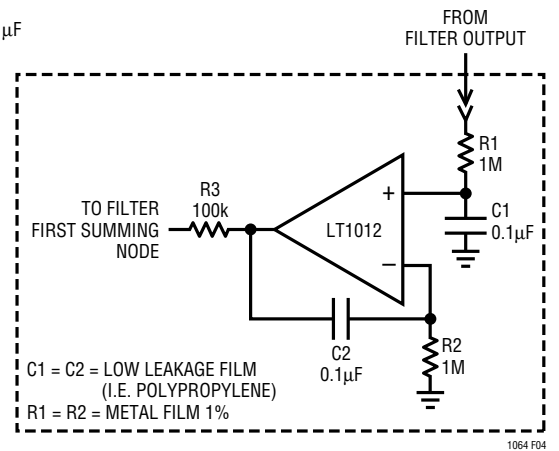 µF
FROM
FILTER OUTPUT
R1
1M
R3
100k
TO FILTER
FIRST SUMMING
NODE
+
LT1012
–
C1
0.1µF
C2
0.1µF
R2
1M
C1 = C2 = LOW LEAKAGE FILM
(I.E. POLYPROPYLENE)
R1 = R2 = METAL FILM 1%
1064 F04